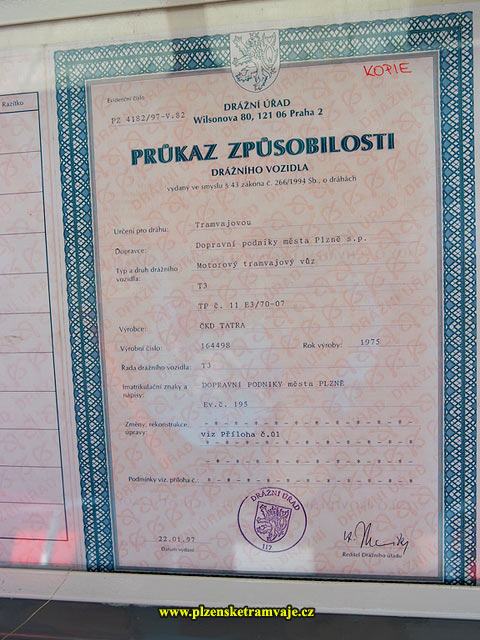 Razítko
KOPIE
Evidenční číslo
PZ 4182/97-V.82
DRÁŽNÍ ÚŘAD
Wilsonova 80, 121 06 Praha 2
PRŮKAZ ZPŮSOBILOSTI
DRÁŽNÍHO VOZIDLA
vydaný ve smyslu § 43 zákona č. 266/1994 Sb., o drahách
Určení pro dráhu: Tramvajovou
Dopravce: Dopravní podniky města Plzně s.p.
Typ a druh drážního vozidla: Motorový tramvajový vůz
T3
TP č. 11 E3/70-07
Výrobce: ČKD TATRA
Výrobní číslo: 164498 Rok výroby: 1975
Řada drážního vozidla: T3
Imatrikulační znaky a nápisy: DOPRAVNÍ PODNIKY města PLZNĚ
Ev.č. 195
Změny, rekonstrukce, úpravy: viz Příloha č.01
Podmínky viz. příloha č.
DRÁŽNÍ ÚŘAD
117
22.01.97
Datum vydání
Ředitel Drážního úřadu
www.plzensketramvaje.cz